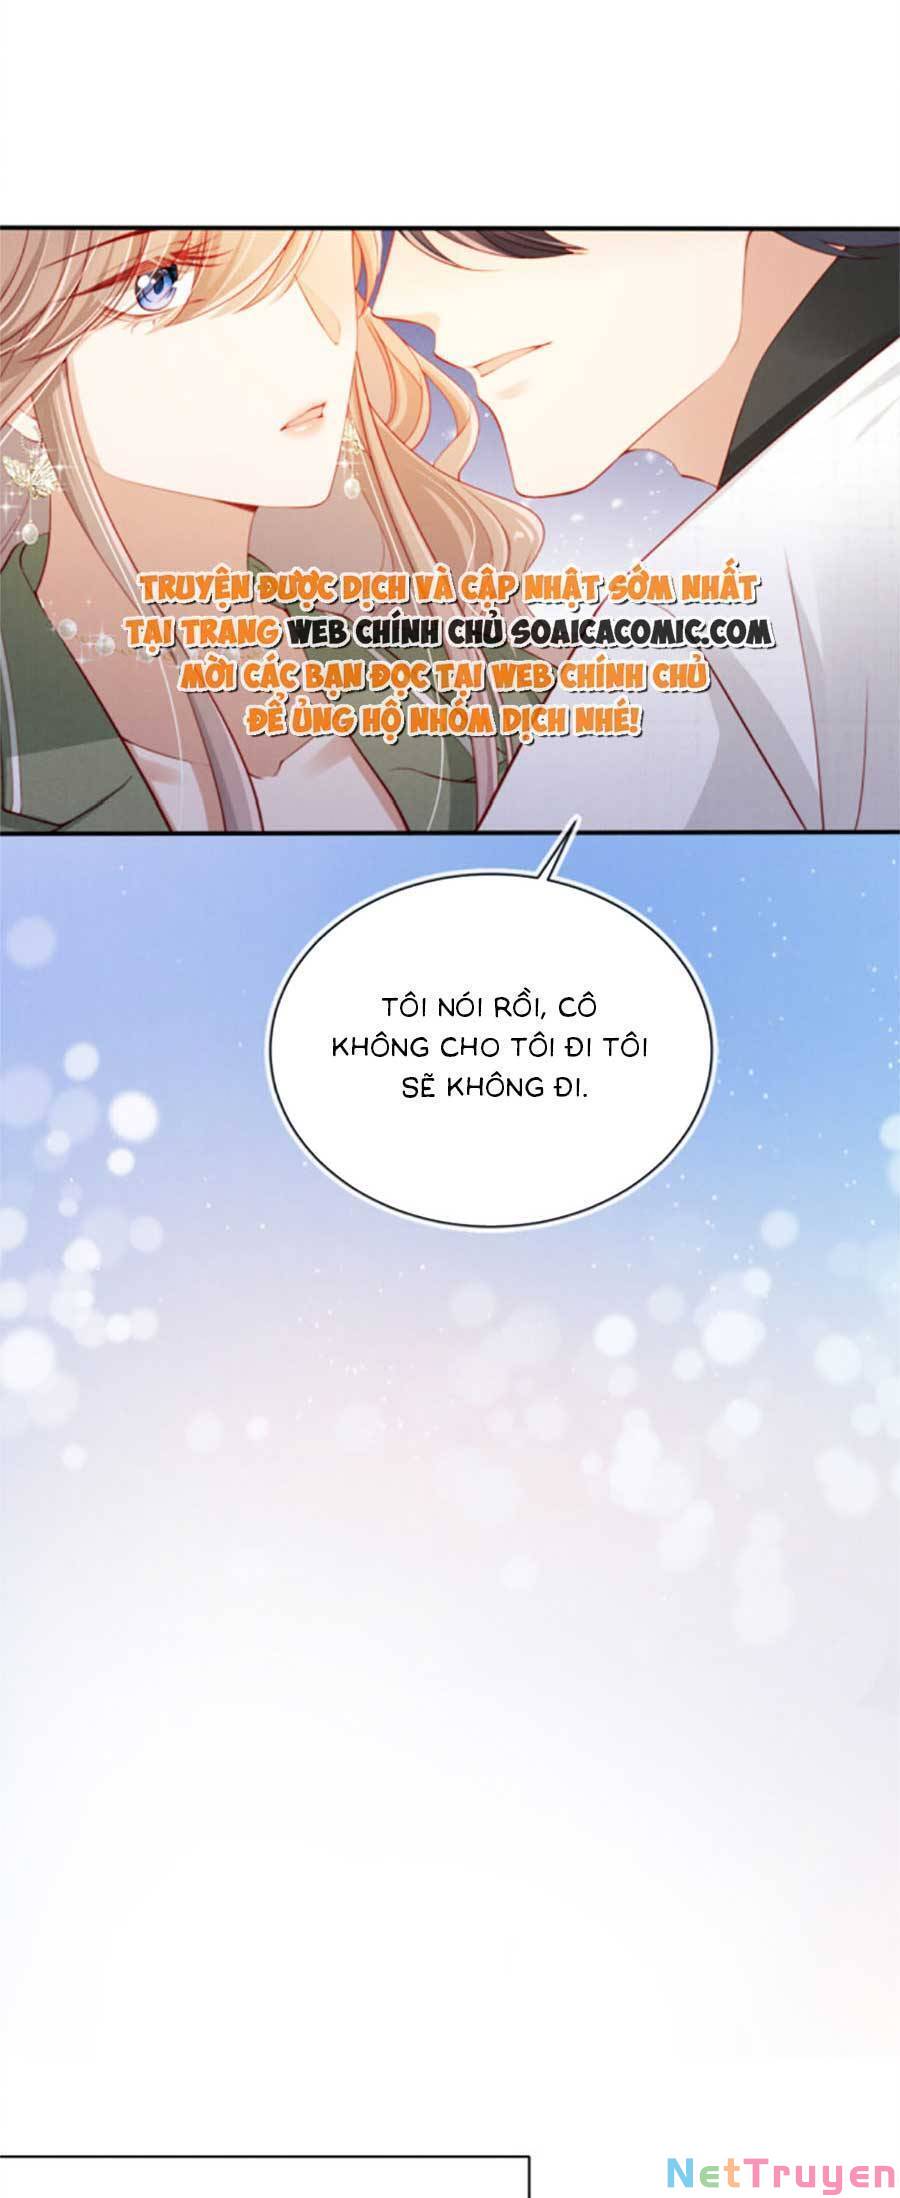 TRUYỆN ĐƯỢC DỊCH VÀ CẬP NHẬT SỚM NHẤT
TẠI TRANG WEB CHÍNH CHỦ SOAICACOMIC.COM
MỜI CÁC BẠN ĐỌC TẠI WEB CHÍNH CHỦ
ĐỂ ỦNG HỘ NHÓM DỊCH NHÉ!
TÔI NÓI RỒI, CÔ
KHÔNG CHO TÔI ĐI TÔI
SẼ KHÔNG ĐI.
NetTruyen